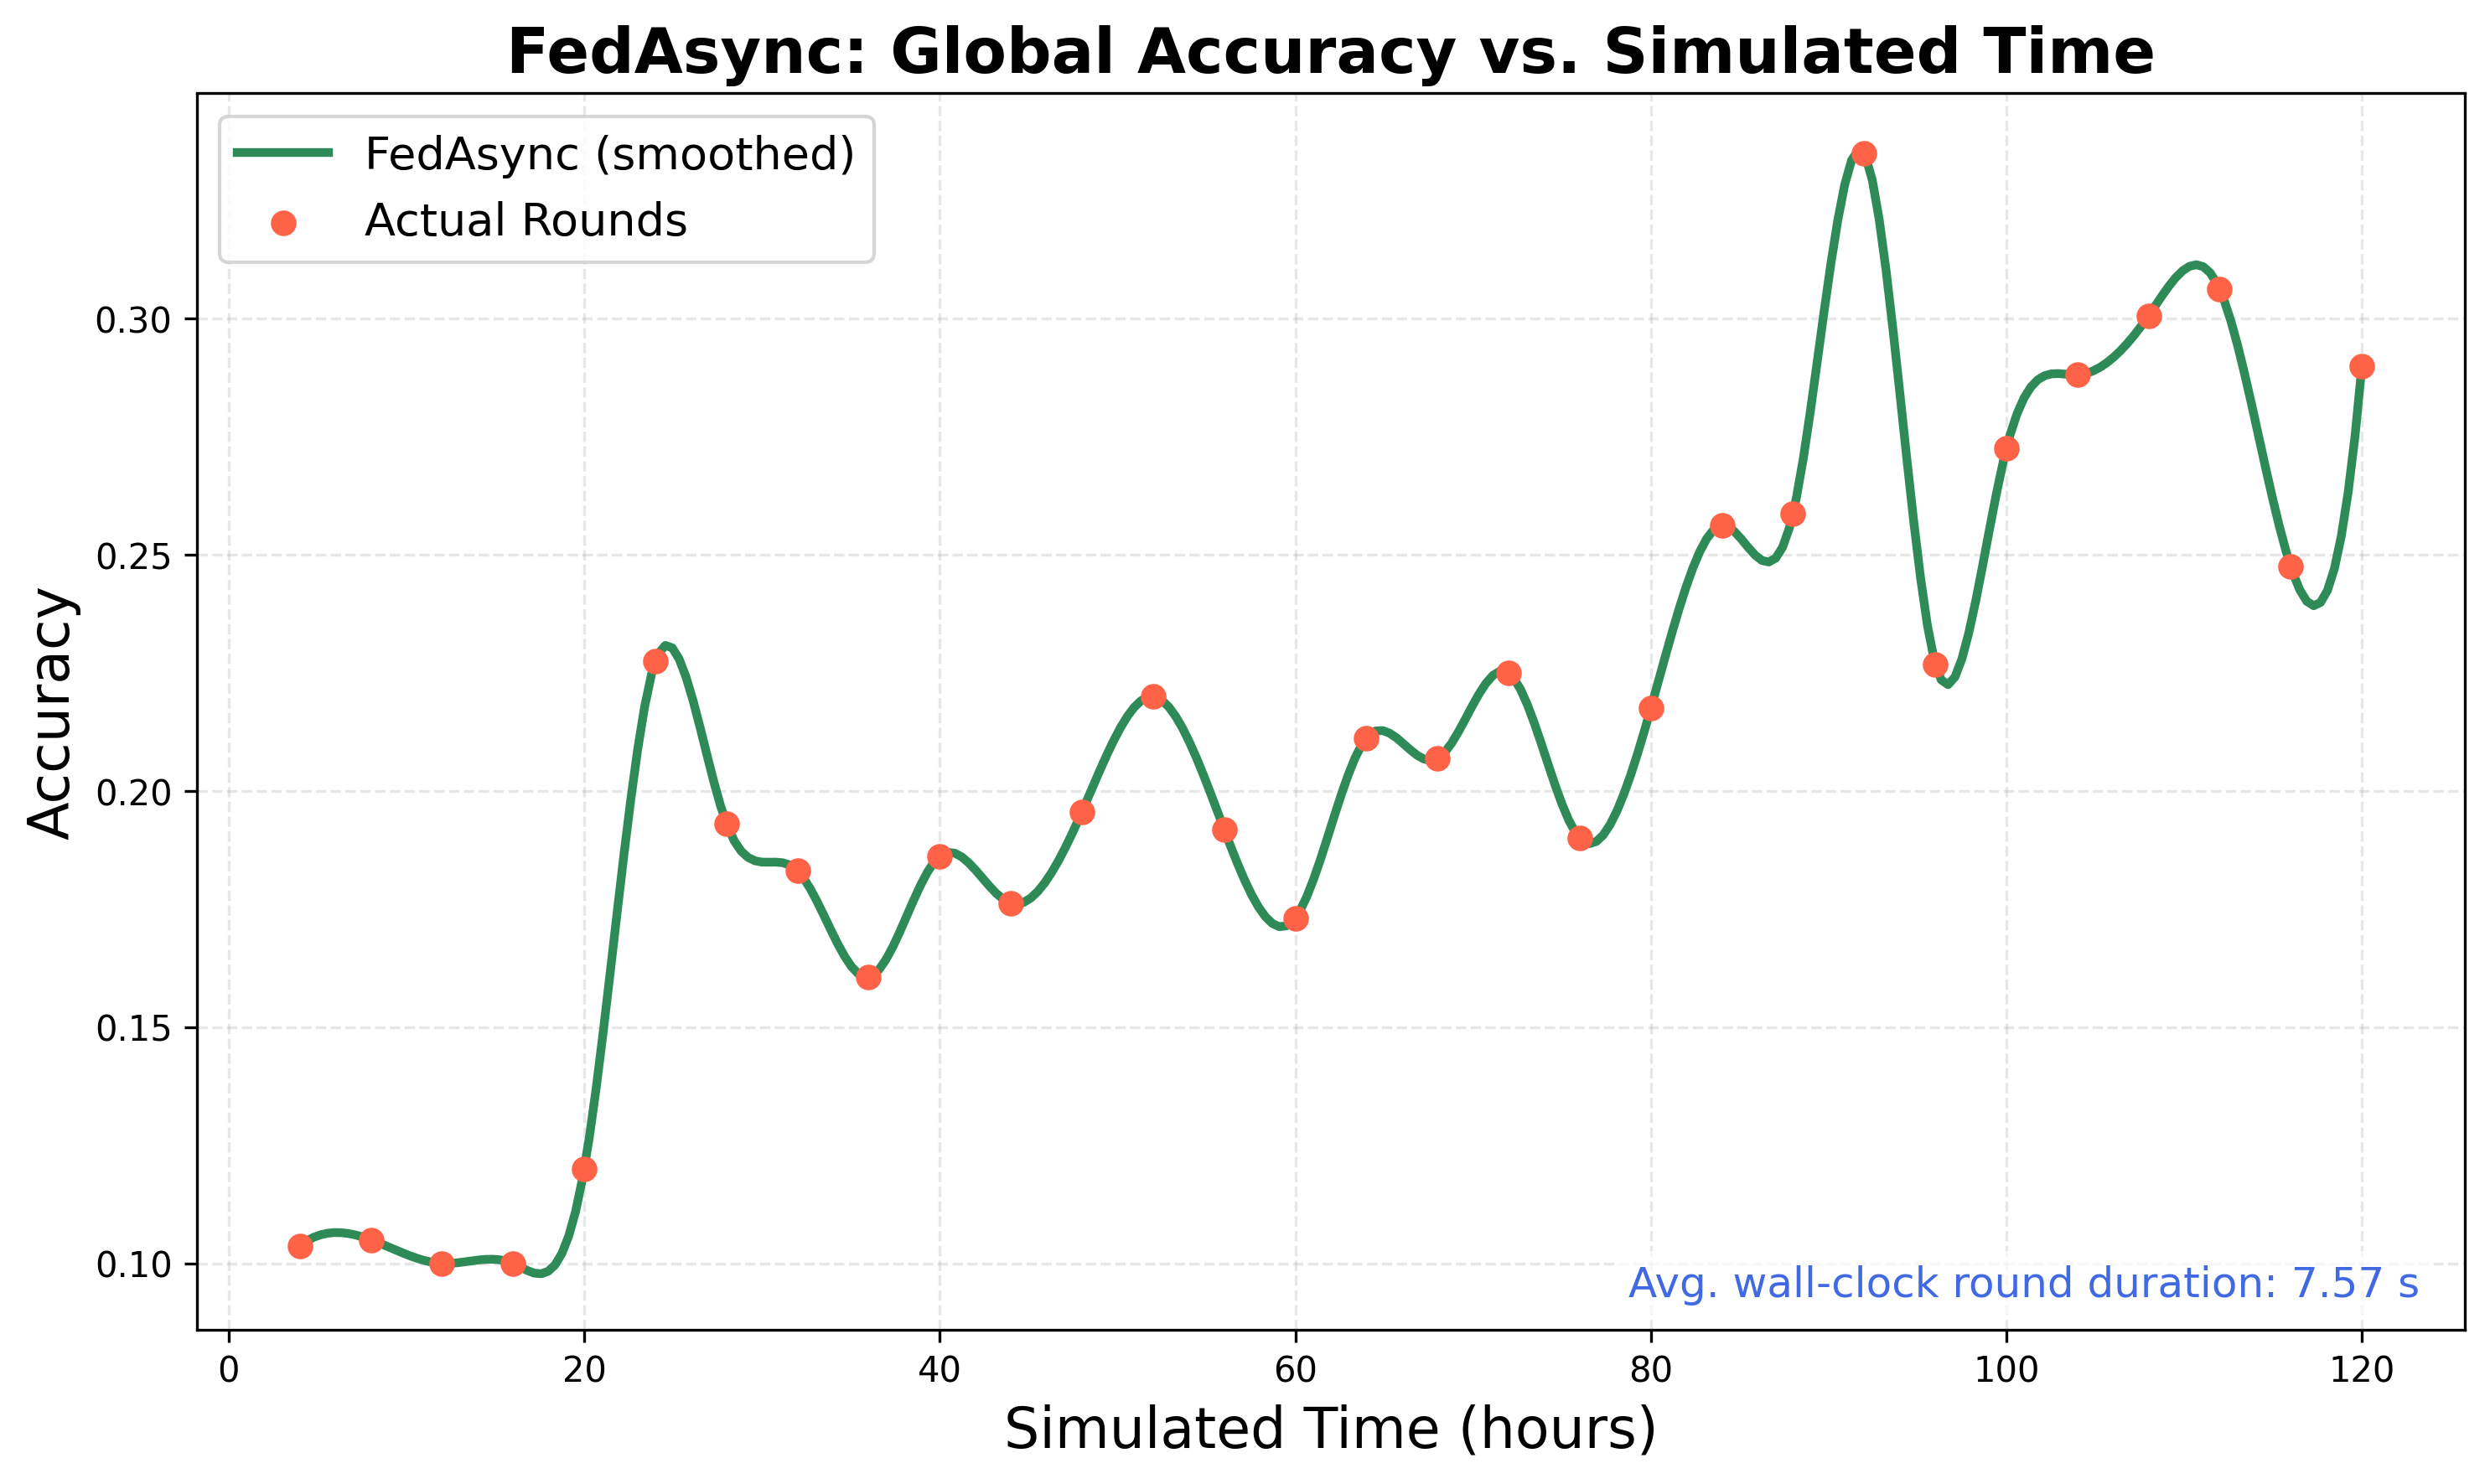 FedAsync: Global Accuracy vs. Simulated Time
FedAsync (smoothed)
Actual Rounds
Accuracy
0.30
0.25
0.20
0.15
0.10
Avg. wall-clock round duration: 7.57 s
0 20 40 60 80 100 120
Simulated Time (hours)